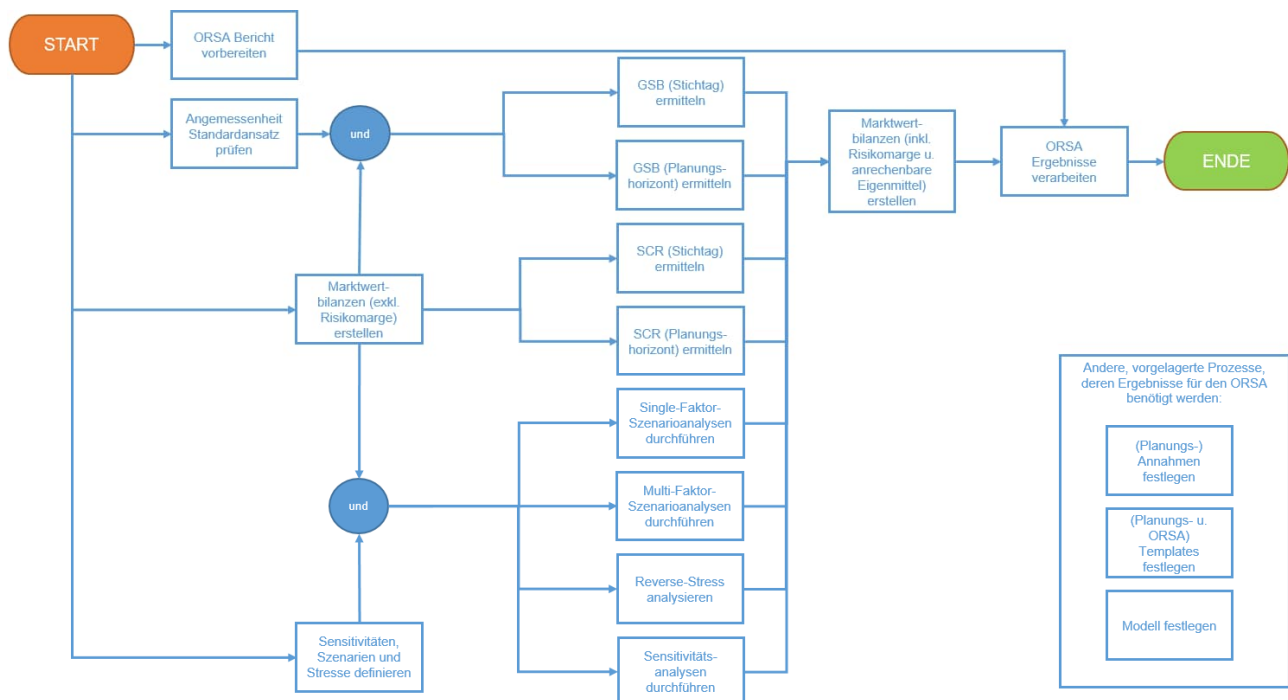 START
ORSA Bericht
vorbereiten
Angemessenheit
Standardansatz
prüfen
und
GSB (Stichtag)
ermitteln
GSB (Planungs-
horizont) ermitteln
Marktwert-
bilanzen (inkl.
Risikomarge u.
anrechenbare
Eigenmittel)
erstellen
ORSA
Ergebnisse
verarbeiten
ENDE
SCR (Stichtag)
ermitteln
Marktwert-
bilanzen (exkl.
Risikomarge)
erstellen
SCR (Planungs-
horizont) ermitteln
Single-Faktor-
Szenarioanalysen
durchführen
und
Multi-Faktor-
Szenarioanalysen
durchführen
Reverse-Stress
analysieren
Sensitivitäten,
Szenarien und
Stresse definieren
Sensitivitäts-
analysen
durchführen
Andere, vorgelagerte Prozesse,
deren Ergebnisse für den ORSA
benötigt werden:
(Planungs-)
Annahmen
festlegen
(Planungs- u.
ORSA)
Templates
festlegen
Modell festlegen